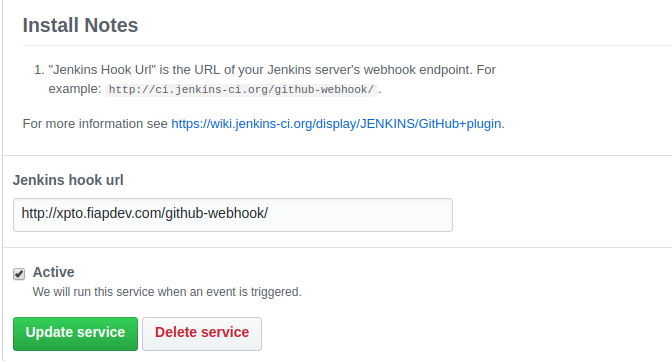 Install Notes
1. "Jenkins Hook Url" is the URL of your Jenkins server's webhook endpoint. For
example: http://ci.jenkins-ci.org/github-webhook/ .
For more information see https://wiki.jenkins-ci.org/display/JENKINS/GitHub+plugin.
Jenkins hook url
http://xpto.fiapdev.com/github-webhook/
Active
We will run this service when an event is triggered.
Update service Delete service